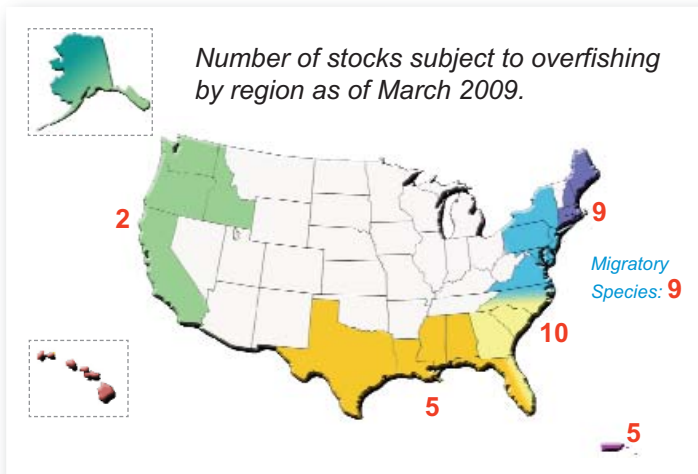 Number of stocks subject to overfishing
by region as of March 2009.
2
9
Migratory
Species: 9
10
5
5